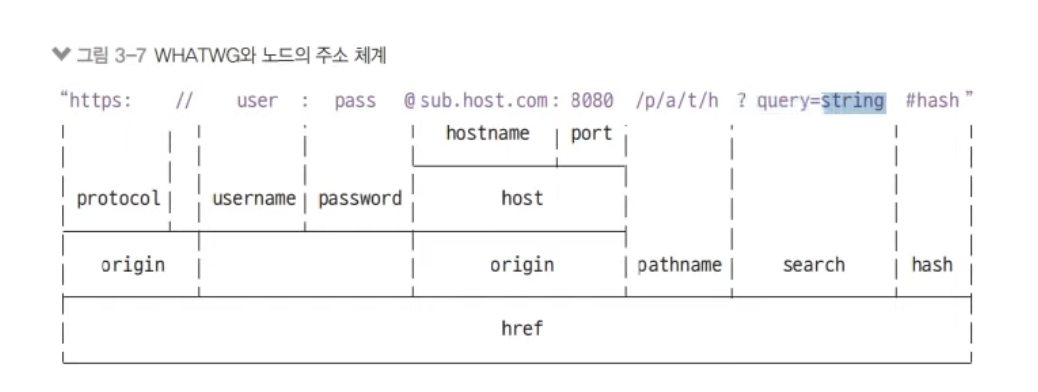 그림 3-7 WHATWG와 노드의 주소 체계
"https: // user : pass @ sub.host.com : 8080 /p/a/t/h ? query=string #hash"
hostname port
protocol username password host
origin origin pathname search hash
href